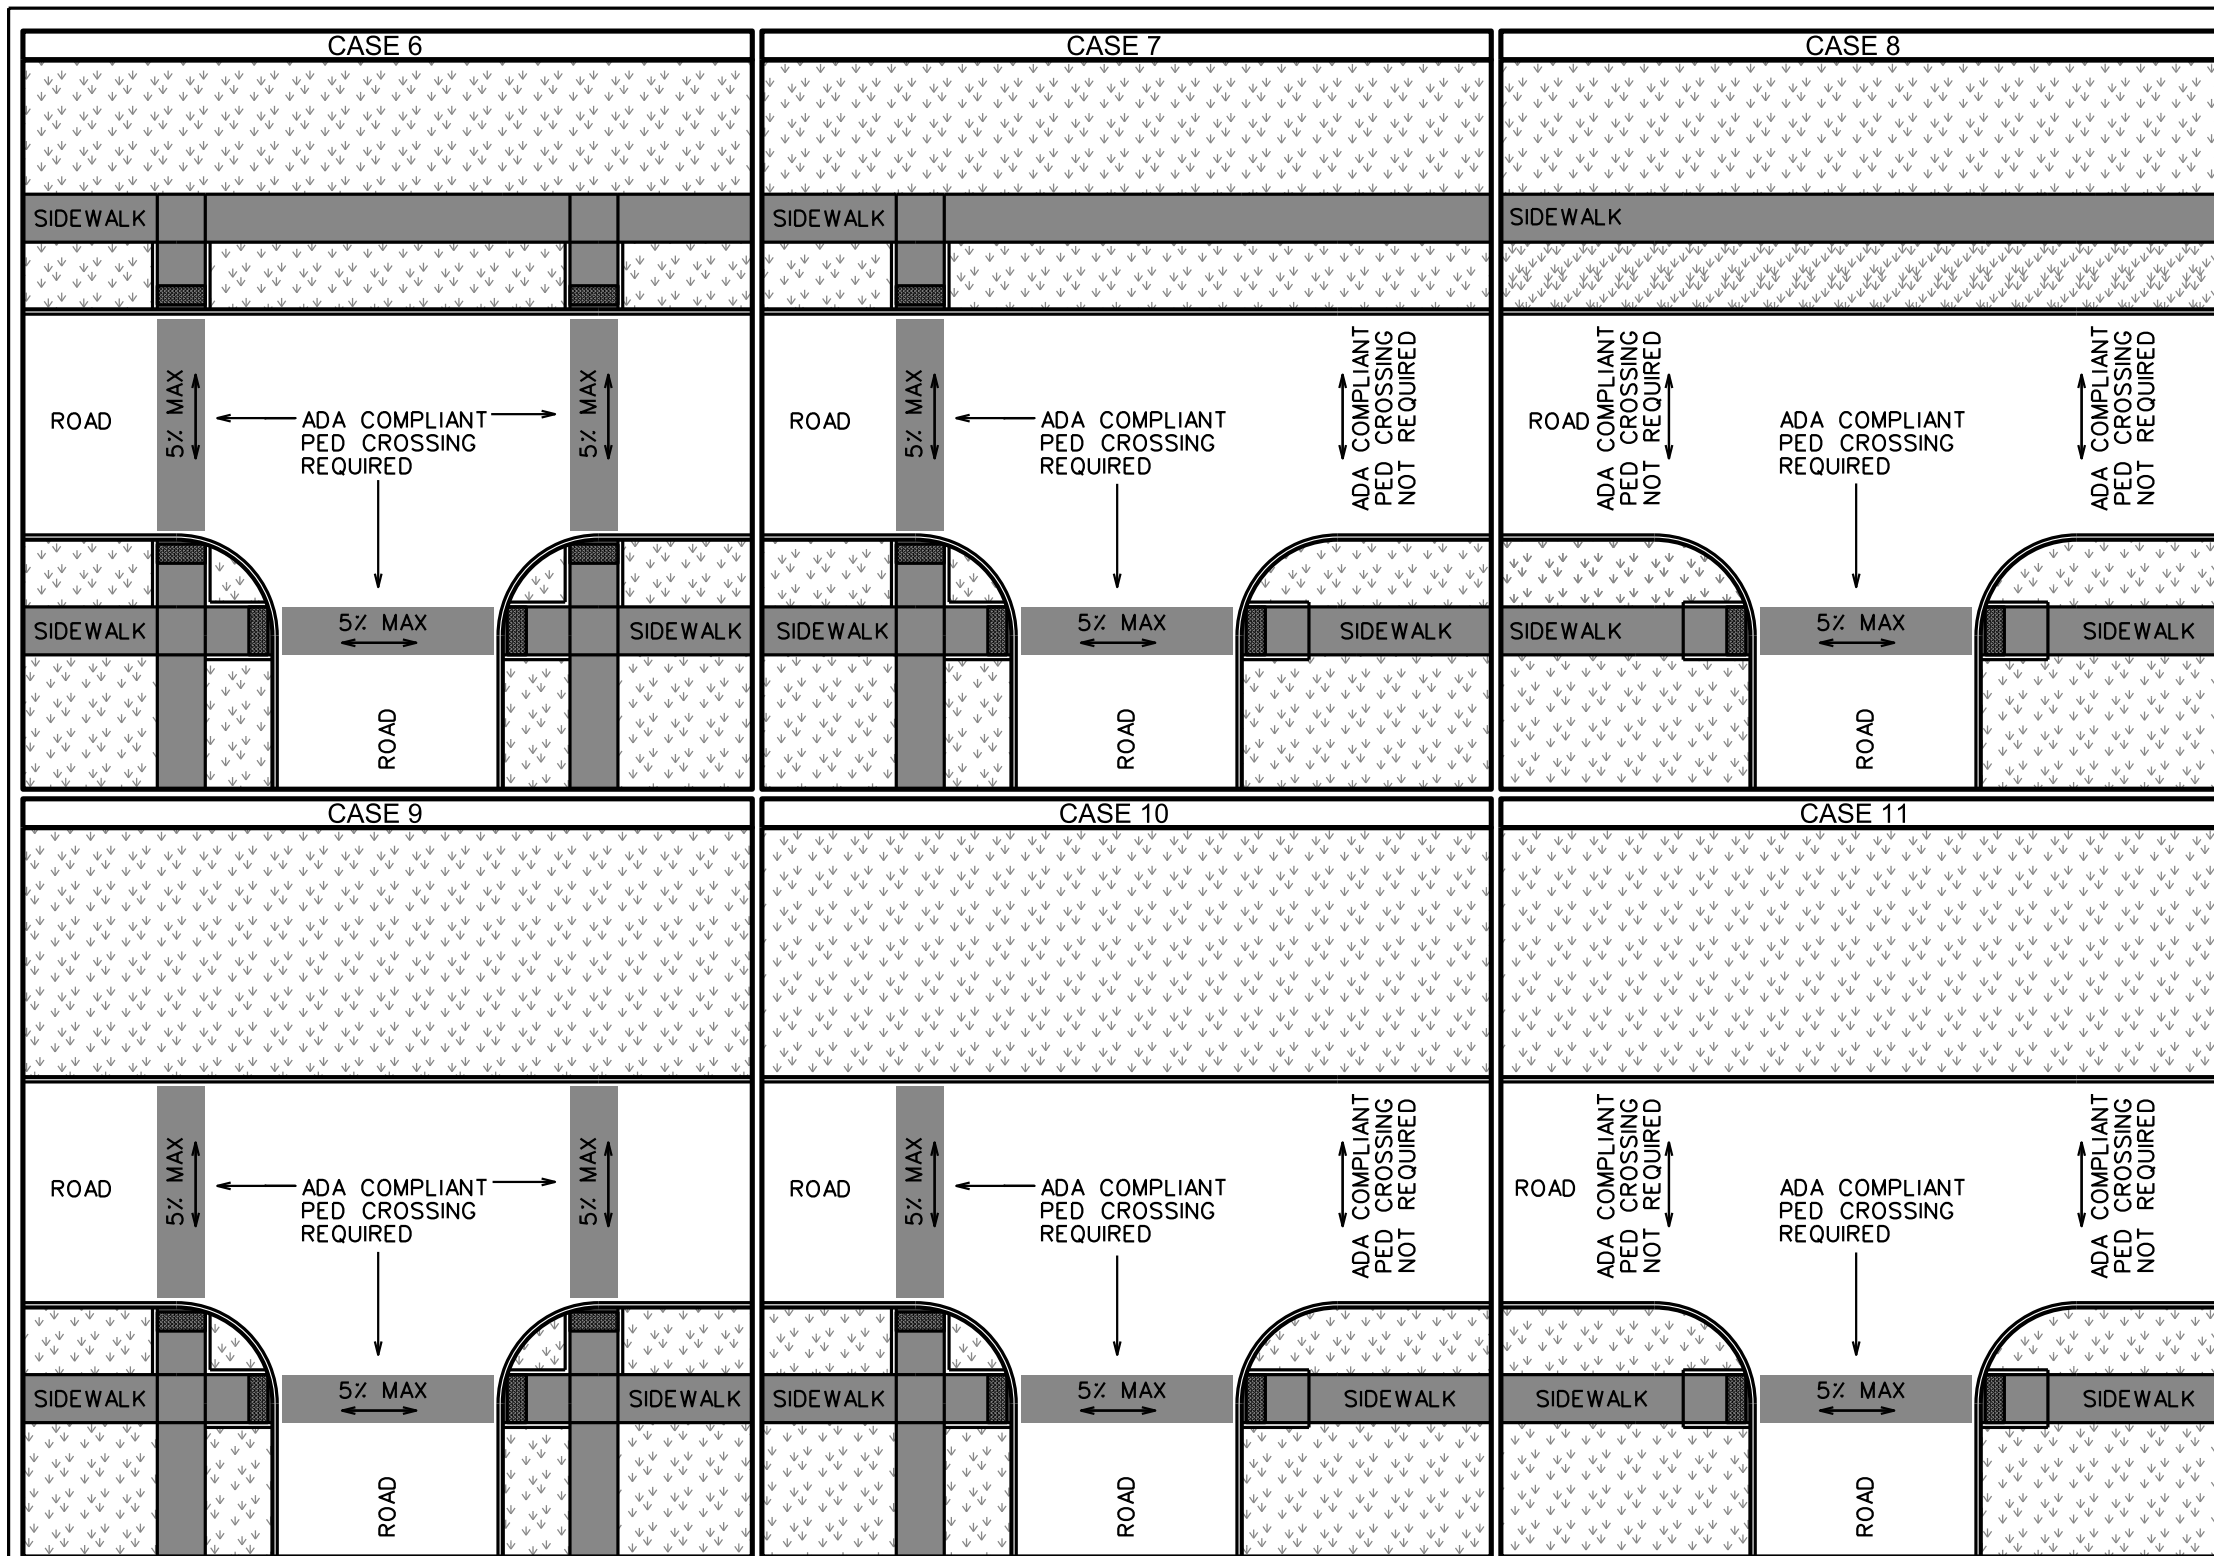 CASE 6
SIDEWALK
5% MAX
5% MAX
ROAD
ADA COMPLIANT
PED CROSSING
REQUIRED
SIDEWALK
5% MAX
SIDEWALK
ROAD
CASE 7
SIDEWALK
5% MAX
ROAD
ADA COMPLIANT
PED CROSSING
REQUIRED
ADA COMPLIANT
PED CROSSING
NOT REQUIRED
SIDEWALK
5% MAX
SIDEWALK
ROAD
CASE 8
SIDEWALK
ROAD
ADA COMPLIANT
PED CROSSING
NOT REQUIRED
ADA COMPLIANT
PED CROSSING
REQUIRED
ADA COMPLIANT
PED CROSSING
NOT REQUIRED
SIDEWALK
5% MAX
SIDEWALK
ROAD
CASE 9
5% MAX
5% MAX
ROAD
ADA COMPLIANT
PED CROSSING
REQUIRED
SIDEWALK
5% MAX
SIDEWALK
ROAD
CASE 10
5% MAX
ROAD
ADA COMPLIANT
PED CROSSING
REQUIRED
ADA COMPLIANT
PED CROSSING
NOT REQUIRED
SIDEWALK
5% MAX
SIDEWALK
ROAD
CASE 11
ROAD
ADA COMPLIANT
PED CROSSING
NOT REQUIRED
ADA COMPLIANT
PED CROSSING
REQUIRED
ADA COMPLIANT
PED CROSSING
NOT REQUIRED
SIDEWALK
5% MAX
SIDEWALK
ROAD